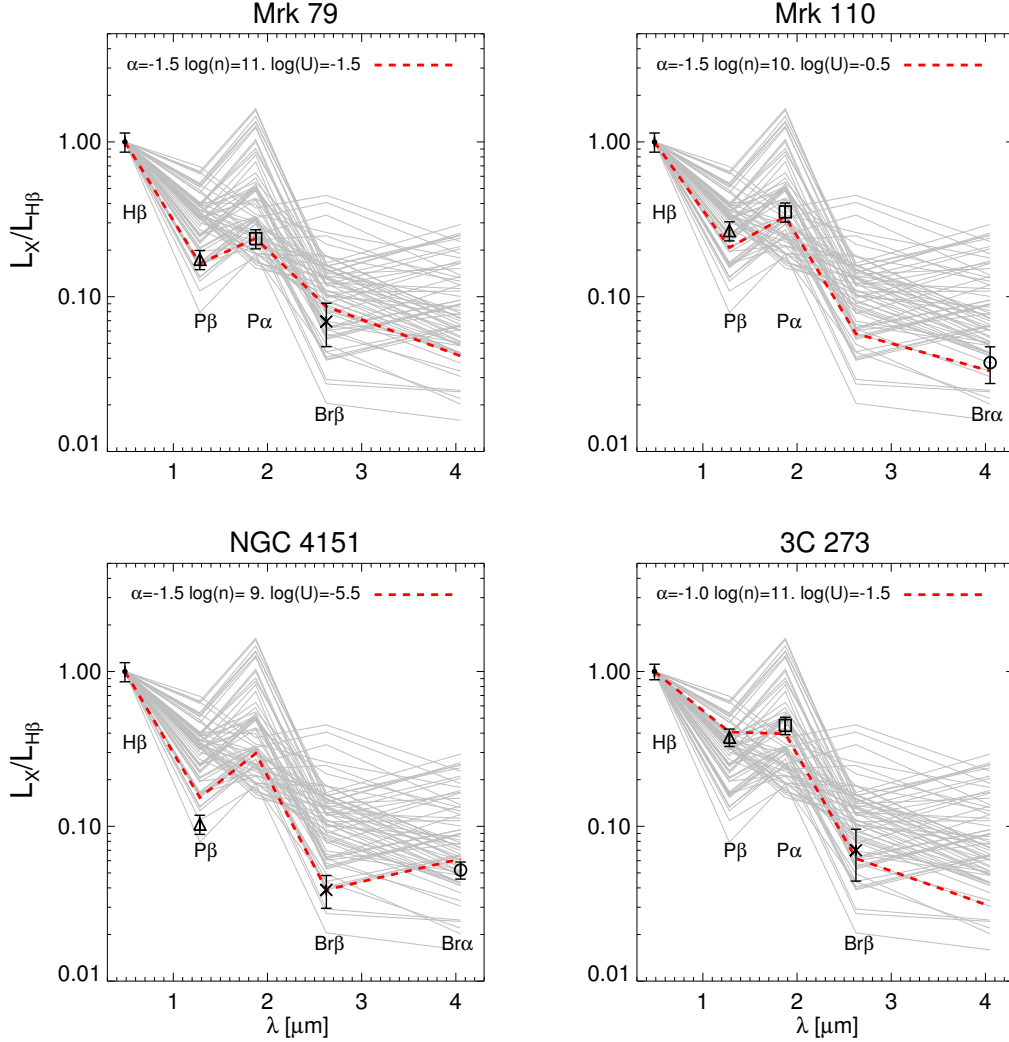 Mrk 79
α=-1.5 log(n)=11. log(U)=-1.5
L_X/L_Hβ
1.00
0.10
0.01
Hβ
Pβ
Pα
Brβ
1 2 3 4
Mrk 110
α=-1.5 log(n)=10. log(U)=-0.5
1.00
0.10
0.01
Hβ
Pβ
Pα
Brα
1 2 3 4
NGC 4151
α=-1.5 log(n)= 9. log(U)=-5.5
L_X/L_Hβ
1.00
0.10
0.01
Hβ
Pβ
Brβ
Brα
1 2 3 4
λ [μm]
3C 273
α=-1.0 log(n)=11. log(U)=-1.5
1.00
0.10
0.01
Hβ
Pβ
Pα
Brβ
1 2 3 4
λ [μm]